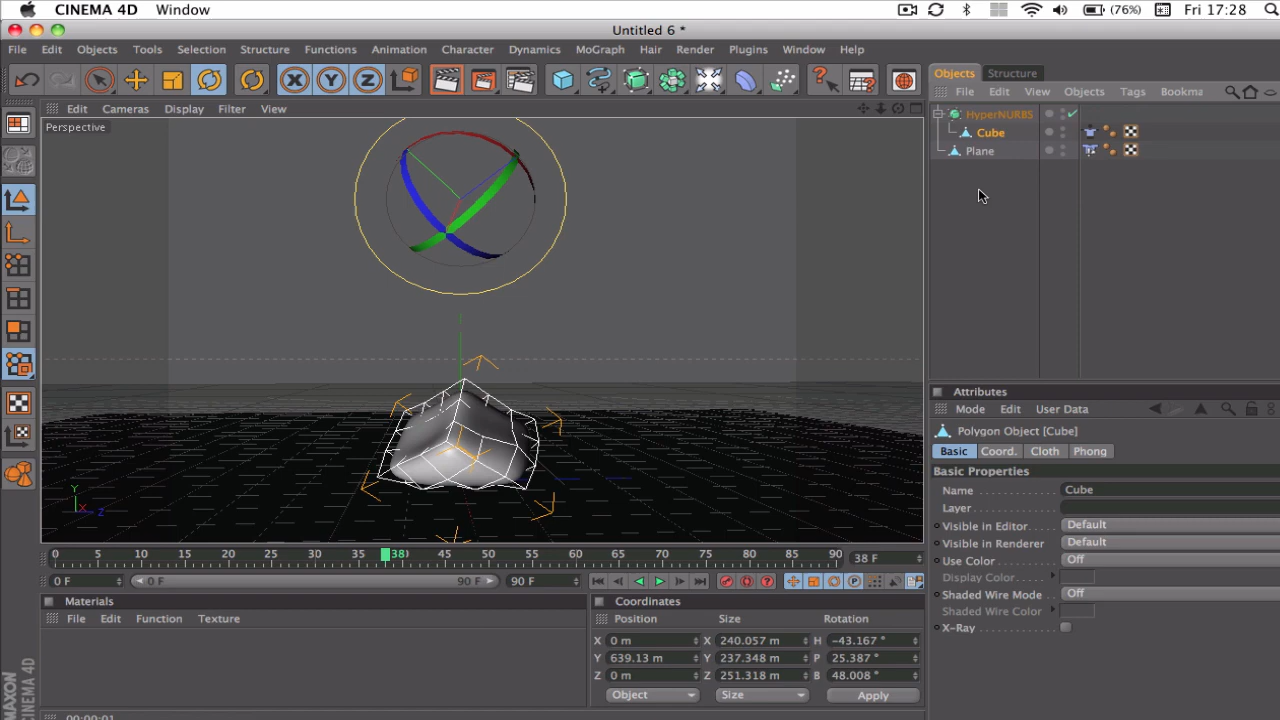 CINEMA 4D Window (76%) Fri 17:28
Untitled 6 *
File Edit Objects Tools Selection Structure Functions Animation Character Dynamics MoGraph Hair Render Plugins Window Help
X Y Z
Objects Structure
File Edit View Objects Tags Bookma
HyperNURBS
Cube
Plane
Edit Cameras Display Filter View
Perspective
Y
X Z
Attributes
Mode Edit User Data
Polygon Object [Cube]
Basic Coord. Cloth Phong
Basic Properties
Name Cube
Layer
Visible in Editor Default
Visible in Renderer Default
Use Color Off
Display Color
Shaded Wire Mode Off
Shaded Wire Color
X-Ray
0 5 10 15 20 25 30 35 38 45 50 55 60 65 70 75 80 85 90 38 F
0 F 0 F 90 F 90 F P
Materials
File Edit Function Texture
Coordinates
Position Size Rotation
X 0 m X 240.057 m H -43.167 °
Y 639.13 m Y 237.348 m P 25.387 °
Z 0 m Z 251.318 m B 48.008 °
Object Size Apply
MAXON
CINEMA 4D
00:00:01